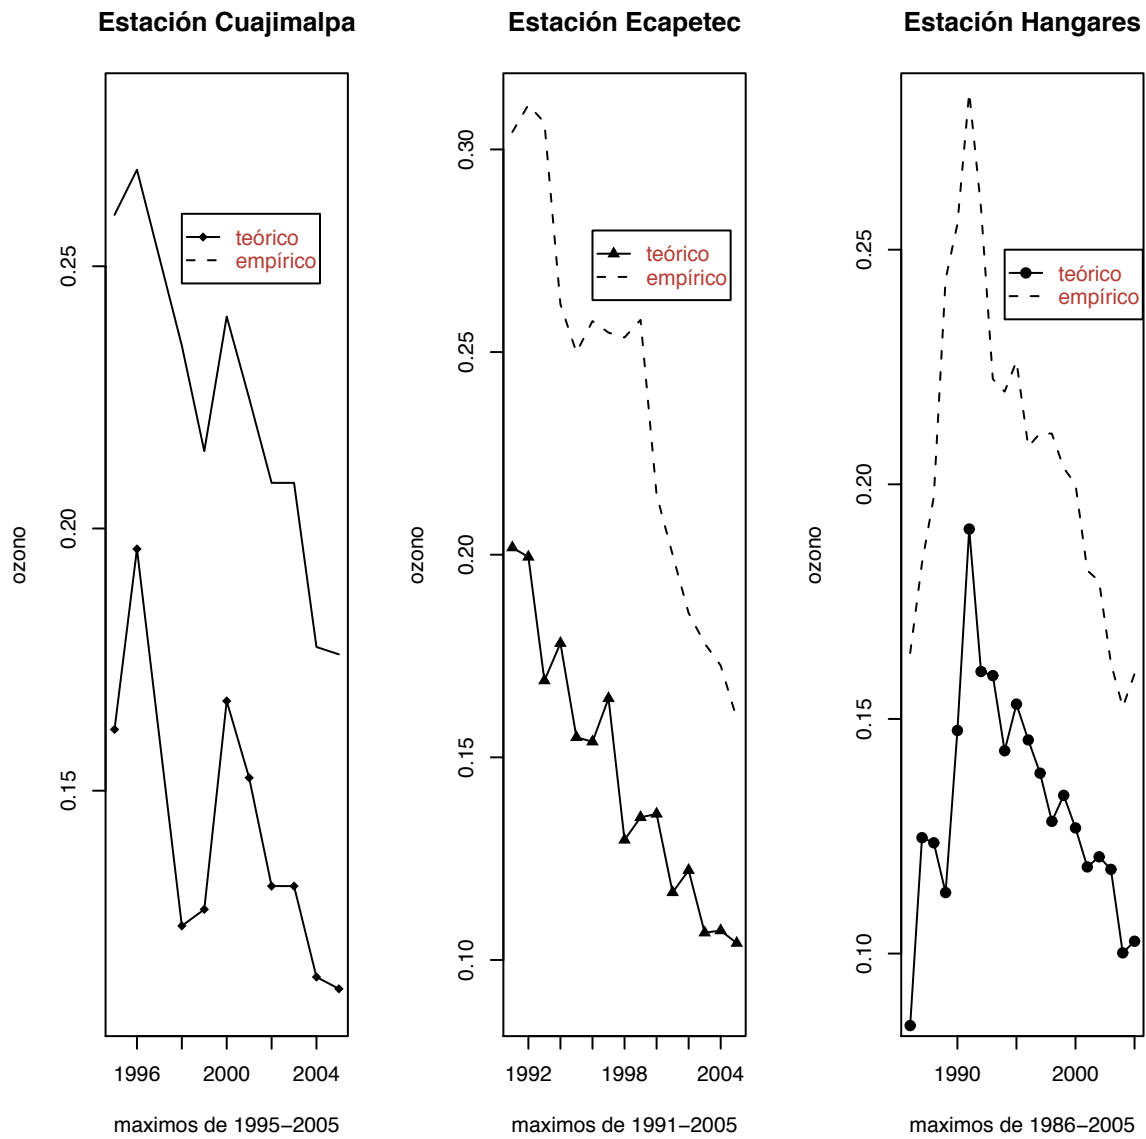 Estación Cuajimalpa
ozono
0.25
0.20
0.15
teórico
empírico
1996 2000 2004
maximos de 1995−2005
Estación Ecapetec
ozono
0.30
0.25
0.20
0.15
0.10
teórico
empírico
1992 1998 2004
maximos de 1991−2005
Estación Hangares
ozono
0.25
0.20
0.15
0.10
teórico
empírico
1990 2000
maximos de 1986−2005